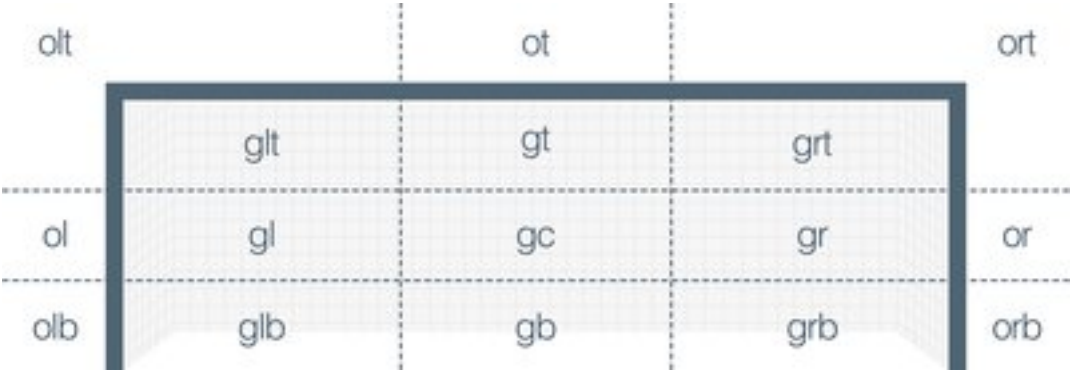 olt ot ort
glt gt grt
ol gl gc gr or
olb glb gb grb orb